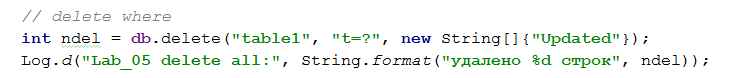 // delete where
int ndel = db.delete("table1", "t=?", new String[]{"Updated"});
Log.d("Lab_05 delete all:", String.format("удалено %d строк", ndel));